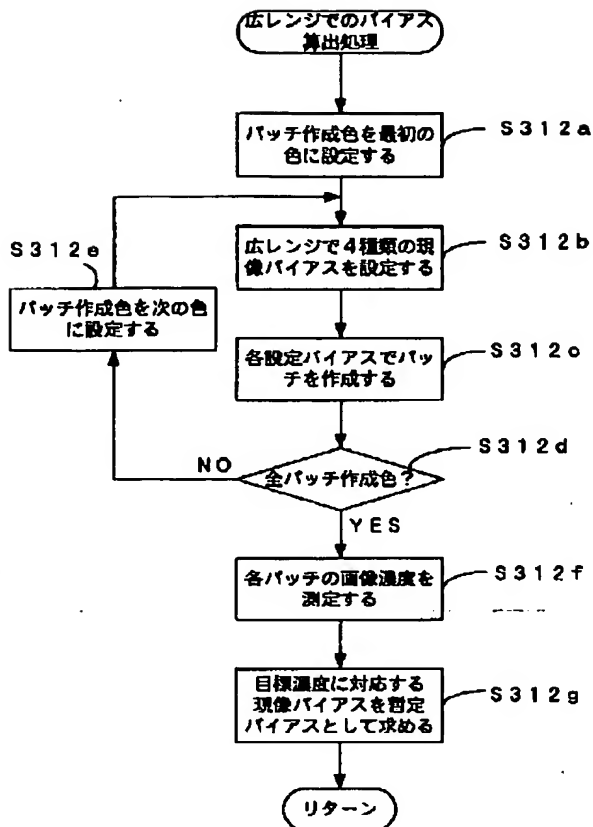 広レンジでのバイアス
算出処理
パッチ作成色を最初の
色に設定する
S312a
広レンジで4種類の現
像バイアスを設定する
S312b
S312e
パッチ作成色を次の色
に設定する
各設定バイアスでパッ
チを作成する
S312c
全パッチ作成色?
S312d
NO
YES
各パッチの画像濃度を
測定する
S312f
目標濃度に対応する
現像バイアスを暫定
バイアスとして求める
S312g
リターン